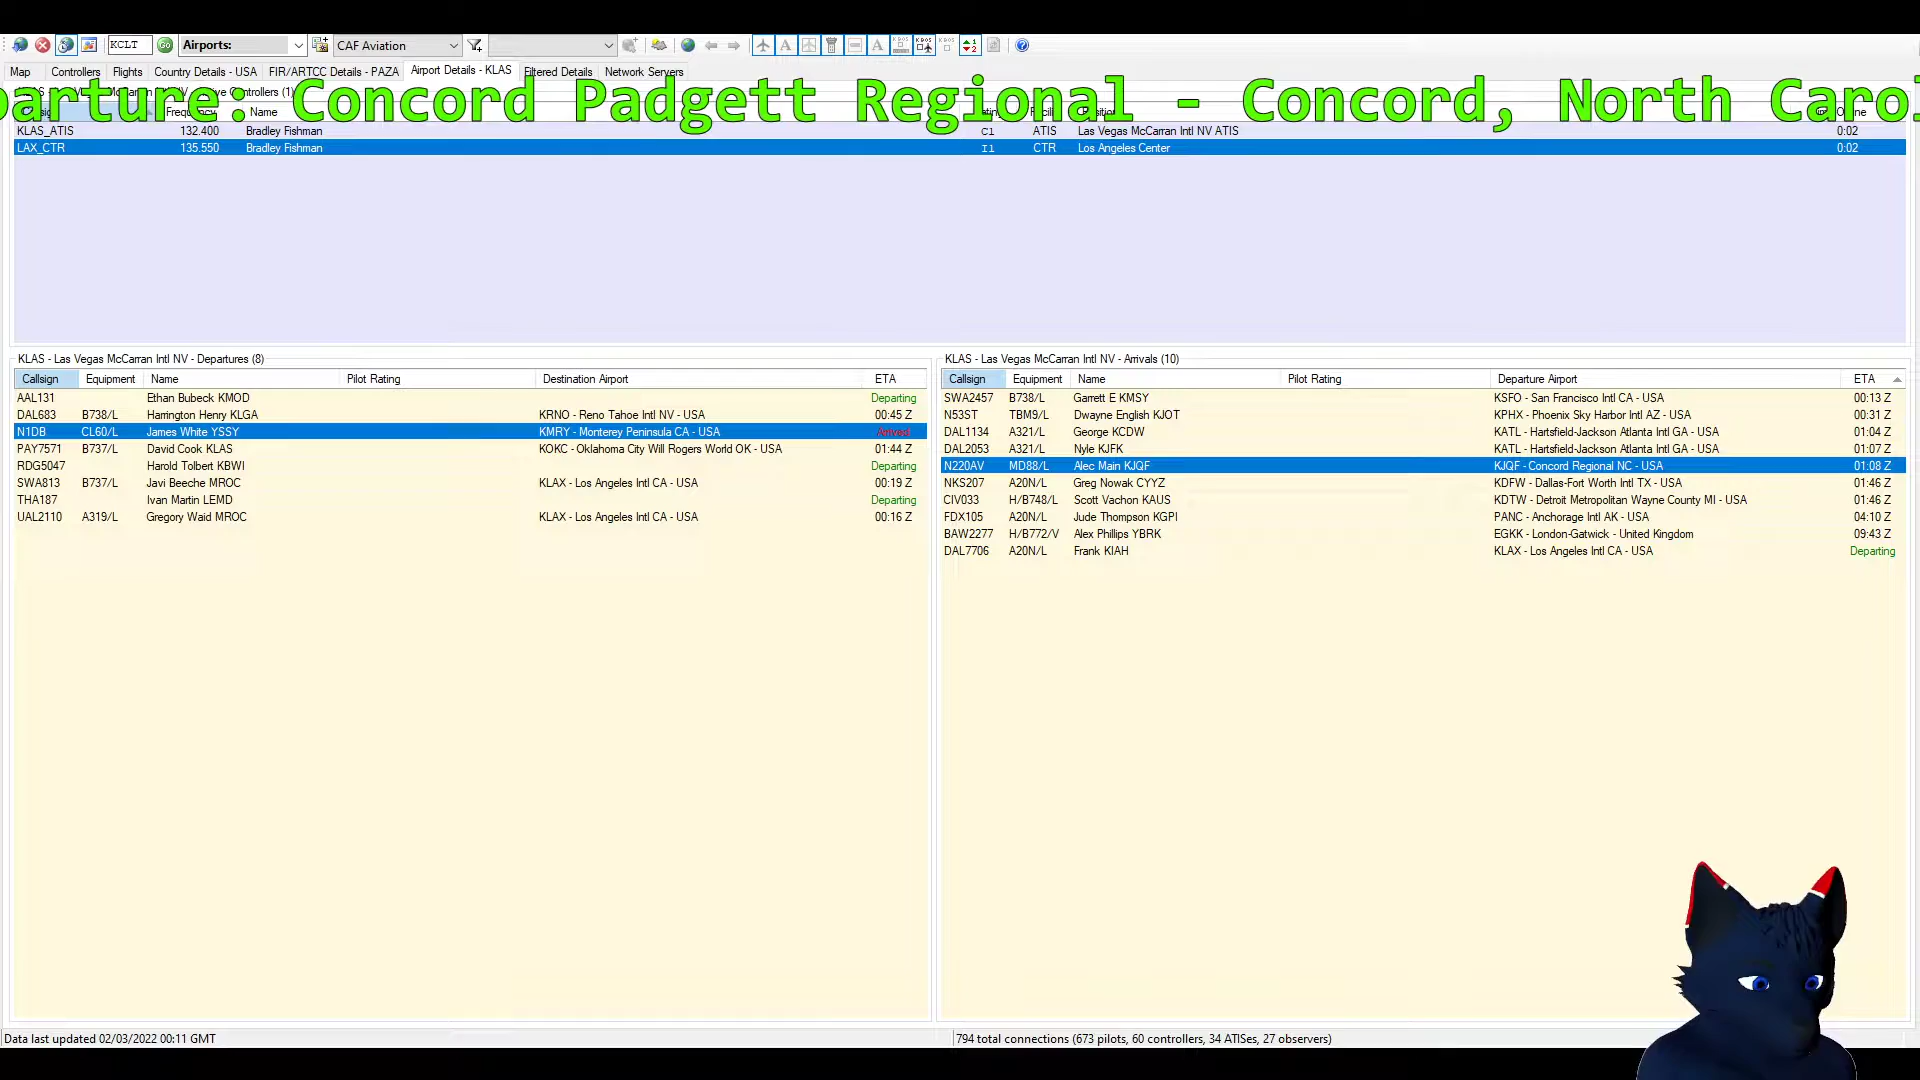 KCLT Go Airports: CAF Aviation
Map Controllers Flights Country Details - USA FIR/ARTCC Details - PAZA Airport Details - KLAS Filtered Details Network Servers
parture: Concord Padgett Regional - Concord, North Carol
Name
KLAS_ATIS 132.400 Bradley Fishman C1 ATIS Las Vegas McCarran Intl NV ATIS 0:02
LAX_CTR 135.550 Bradley Fishman I1 CTR Los Angeles Center 0:02
KLAS - Las Vegas McCarran Intl NV - Departures (8)
Callsign Equipment Name Pilot Rating Destination Airport ETA
AAL131 Ethan Bubeck KMOD Departing
DAL683 B738/L Harrington Henry KLGA KRNO - Reno Tahoe Intl NV - USA 00:45 Z
N1DB CL60/L James White YSSY KMRY - Monterey Peninsula CA - USA Arrived
PAY7571 B737/L David Cook KLAS KOKC - Oklahoma City Will Rogers World OK - USA 01:44 Z
RDG5047 Harold Tolbert KBWI Departing
SWA813 B737/L Javi Beeche MROC KLAX - Los Angeles Intl CA - USA 00:19 Z
THA187 Ivan Martin LEMD Departing
UAL2110 A319/L Gregory Waid MROC KLAX - Los Angeles Intl CA - USA 00:16 Z
KLAS - Las Vegas McCarran Intl NV - Arrivals (10)
Callsign Equipment Name Pilot Rating Departure Airport ETA
SWA2457 B738/L Garrett E KMSY KSFO - San Francisco Intl CA - USA 00:13 Z
N53ST TBM9/L Dwayne English KJOT KPHX - Phoenix Sky Harbor Intl AZ - USA 00:31 Z
DAL1134 A321/L George KCDW KATL - Hartsfield-Jackson Atlanta Intl GA - USA 01:04 Z
DAL2053 A321/L Nyle KJFK KATL - Hartsfield-Jackson Atlanta Intl GA - USA 01:07 Z
N220AV MD88/L Alec Main KJQF KJQF - Concord Regional NC - USA 01:08 Z
NKS207 A20N/L Greg Nowak CYYZ KDFW - Dallas-Fort Worth Intl TX - USA 01:46 Z
CIV033 H/B748/L Scott Vachon KAUS KDTW - Detroit Metropolitan Wayne County MI - USA 01:46 Z
FDX105 A20N/L Jude Thompson KGPI PANC - Anchorage Intl AK - USA 04:10 Z
BAW2277 H/B772/V Alex Phillips YBRK EGKK - London-Gatwick - United Kingdom 09:43 Z
DAL7706 A20N/L Frank KIAH KLAX - Los Angeles Intl CA - USA Departing
Data last updated 02/03/2022 00:11 GMT
794 total connections (673 pilots, 60 controllers, 34 ATISes, 27 observers)